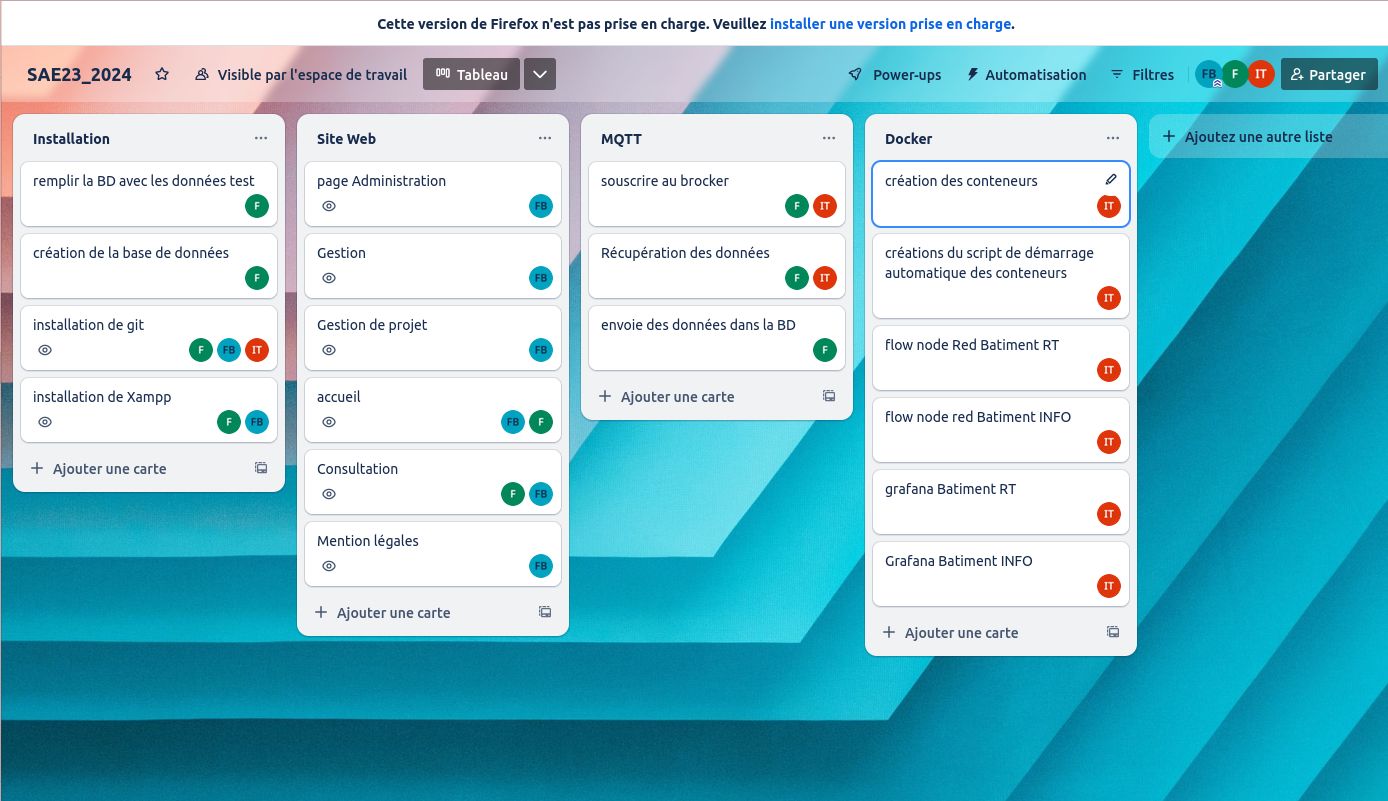 Cette version de Firefox n'est pas prise en charge. Veuillez installer une version prise en charge.
SAE23_2024
Visible par l'espace de travail
Tableau
Power-ups
Automatisation
Filtres
FB
F
IT
Partager
Installation
remplir la BD avec les données test
F
création de la base de données
F
installation de git
F FB IT
installation de Xampp
F FB
Ajouter une carte
Site Web
page Administration
FB
Gestion
FB
Gestion de projet
FB
accueil
FB F
Consultation
F FB
Mention légales
FB
Ajouter une carte
MQTT
souscrire au brocker
F IT
Récupération des données
F IT
envoie des données dans la BD
F
Ajouter une carte
Docker
création des conteneurs
IT
créations du script de démarrage
automatique des conteneurs
IT
flow node Red Batiment RT
IT
flow node red Batiment INFO
IT
grafana Batiment RT
IT
Grafana Batiment INFO
IT
Ajouter une carte
Ajoutez une autre liste